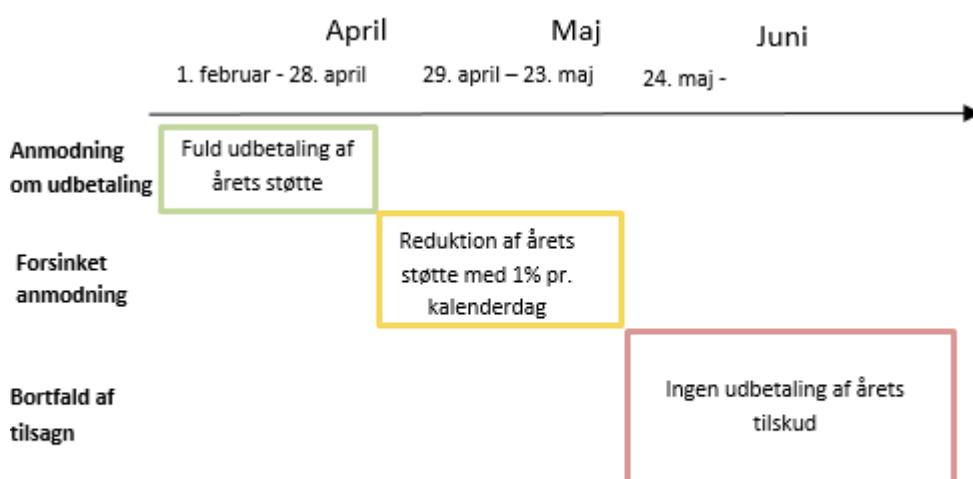 April
Maj
Juni
1. februar - 28. april
29. april – 23. maj
24. maj -
Anmodning
om udbetaling
Fuld udbetaling af
årets støtte
Forsinket
anmodning
Reduktion af årets
støtte med 1% pr.
kalenderdag
Bortfald af
tilsagn
Ingen udbetaling af årets
tilskud